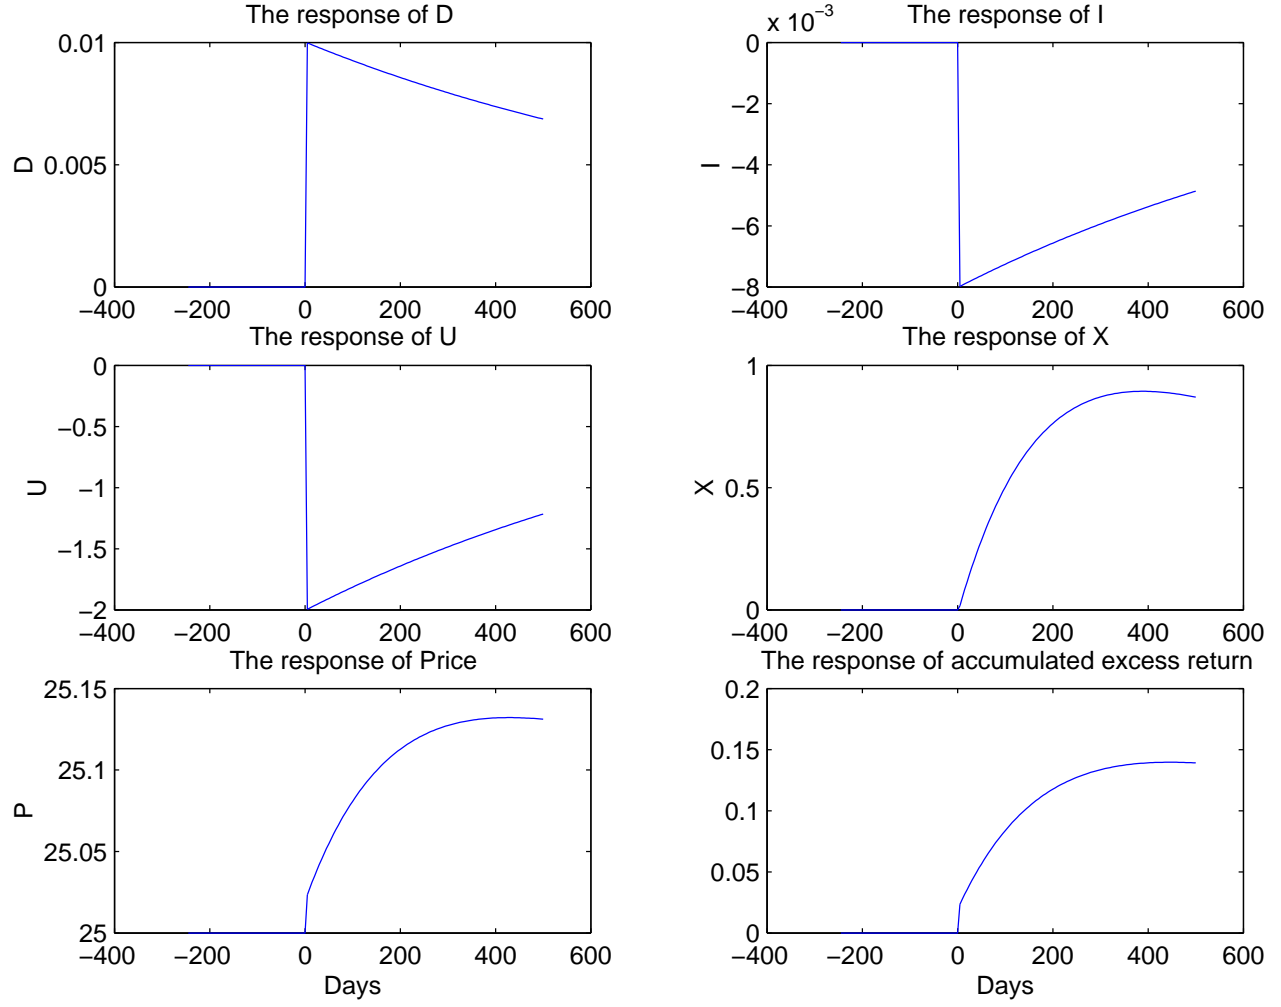 The response of D
0.01
0.005
0
D
−400 −200 0 200 400 600
The response of I
x 10−3
0
−2
−4
−6
−8
I
−400 −200 0 200 400 600
The response of U
0
−0.5
−1
−1.5
−2
U
−400 −200 0 200 400 600
The response of X
1
0.5
0
X
−400 −200 0 200 400 600
The response of Price
25.15
25.1
25.05
25
P
−400 −200 0 200 400 600
Days
The response of accumulated excess return
0.2
0.15
0.1
0.05
0
−400 −200 0 200 400 600
Days